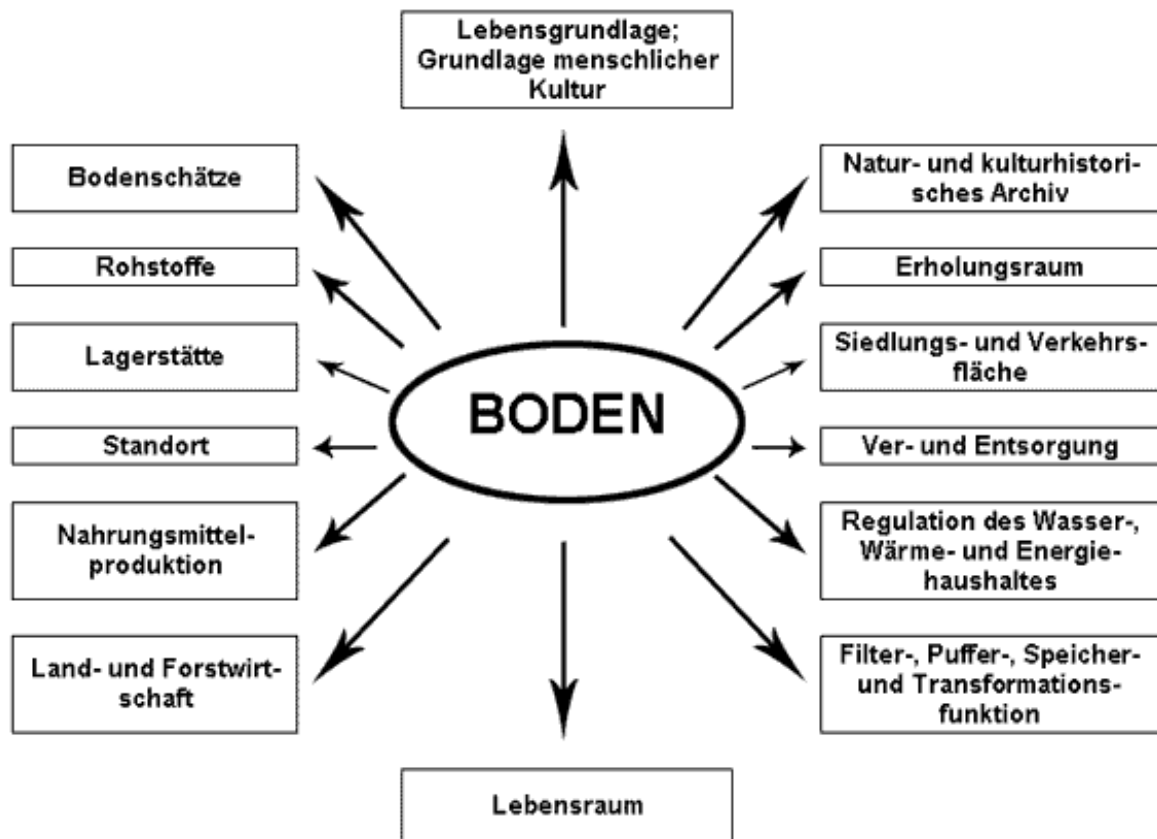 Lebensgrundlage;
Grundlage menschlicher
Kultur
Bodenschätze
Rohstoffe
Lagerstätte
Standort
Nahrungsmittel-
produktion
Land- und Forstwirt-
schaft
BODEN
Natur- und kulturhistori-
sches Archiv
Erholungsraum
Siedlungs- und Verkehrs-
fläche
Ver- und Entsorgung
Regulation des Wasser-,
Wärme- und Energie-
haushaltes
Filter-, Puffer-, Speicher-
und Transformations-
funktion
Lebensraum